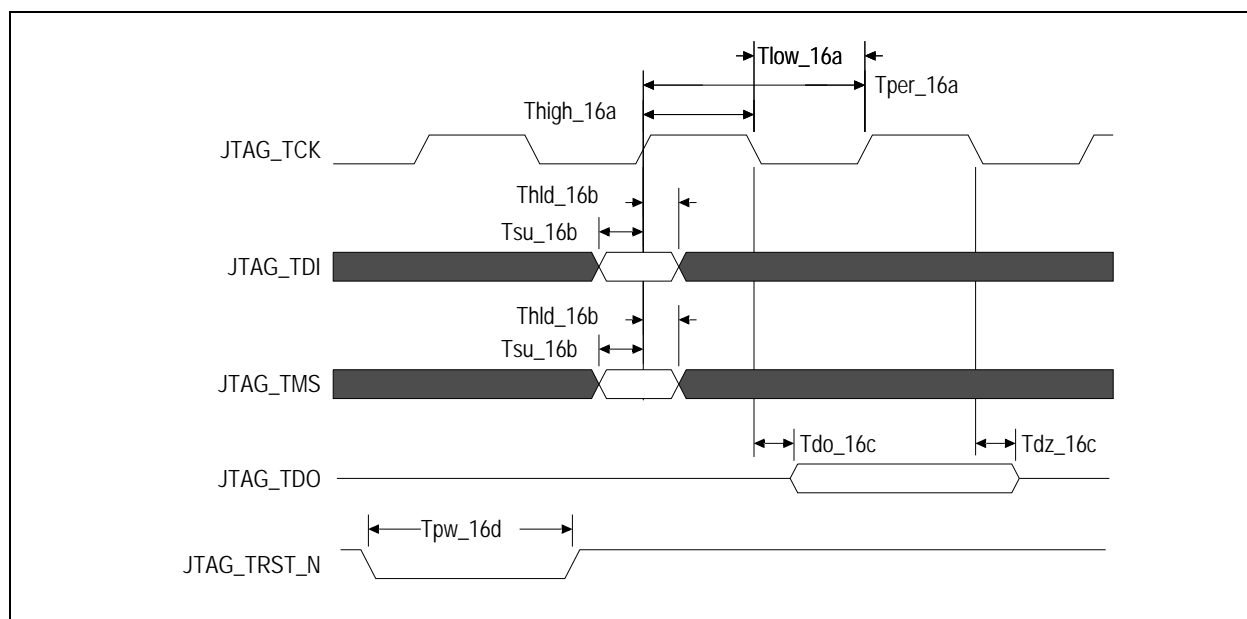 Tlow_16a
Tper_16a
Thigh_16a
JTAG_TCK
Thld_16b
Tsu_16b
JTAG_TDI
Thld_16b
Tsu_16b
JTAG_TMS
Tdo_16c
Tdz_16c
JTAG_TDO
Tpw_16d
JTAG_TRST_N